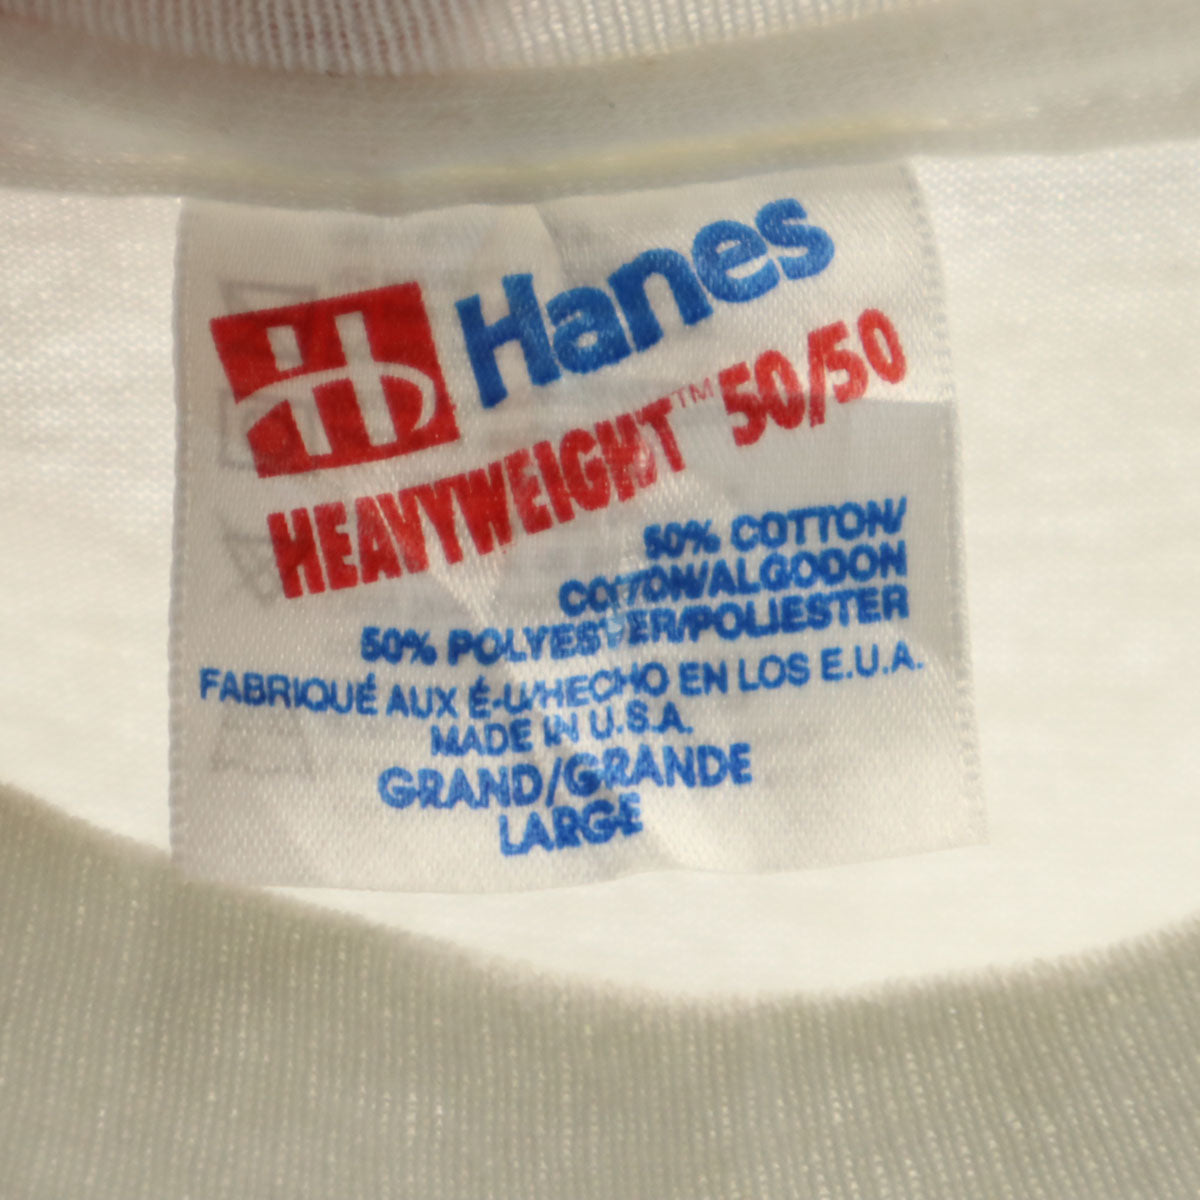 Hanes
HEAVYWEIGHT™ 50/50
50% COTTON/
COTTON/ALGODON
50% POLYESTER/POLIESTER
FABRIQUÉ AUX É-U/HECHO EN LOS E.U.A.
MADE IN U.S.A.
GRAND/GRANDE
LARGE